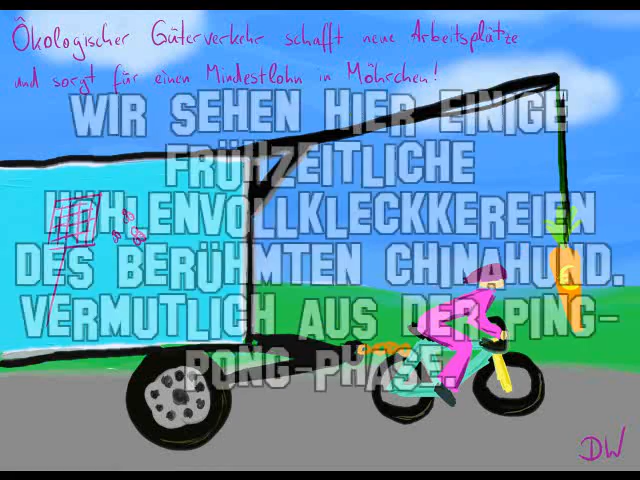 Ökologischer Güterverkehr schafft neue Arbeitsplätze
und sorgt für einen Mindestlohn in Möhrchen!
WIR SEHEN HIER EINIGE
FRÜHZEITLICHE
HÖHLENVOLLKLECKKEREIEN
DES BERÜHMTEN CHINAHUND.
VERMUTLICH AUS DER PING-
PONG-PHASE.
DW